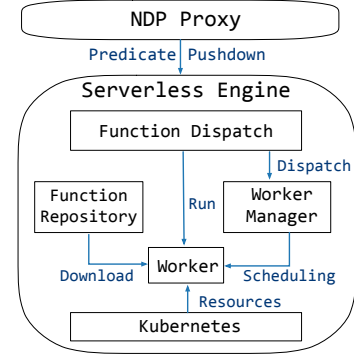 NDP Proxy
Predicate Pushdown
Serverless Engine
Function Dispatch
Dispatch
Function
Repository
Run
Worker
Manager
Download
Worker
Scheduling
Resources
Kubernetes